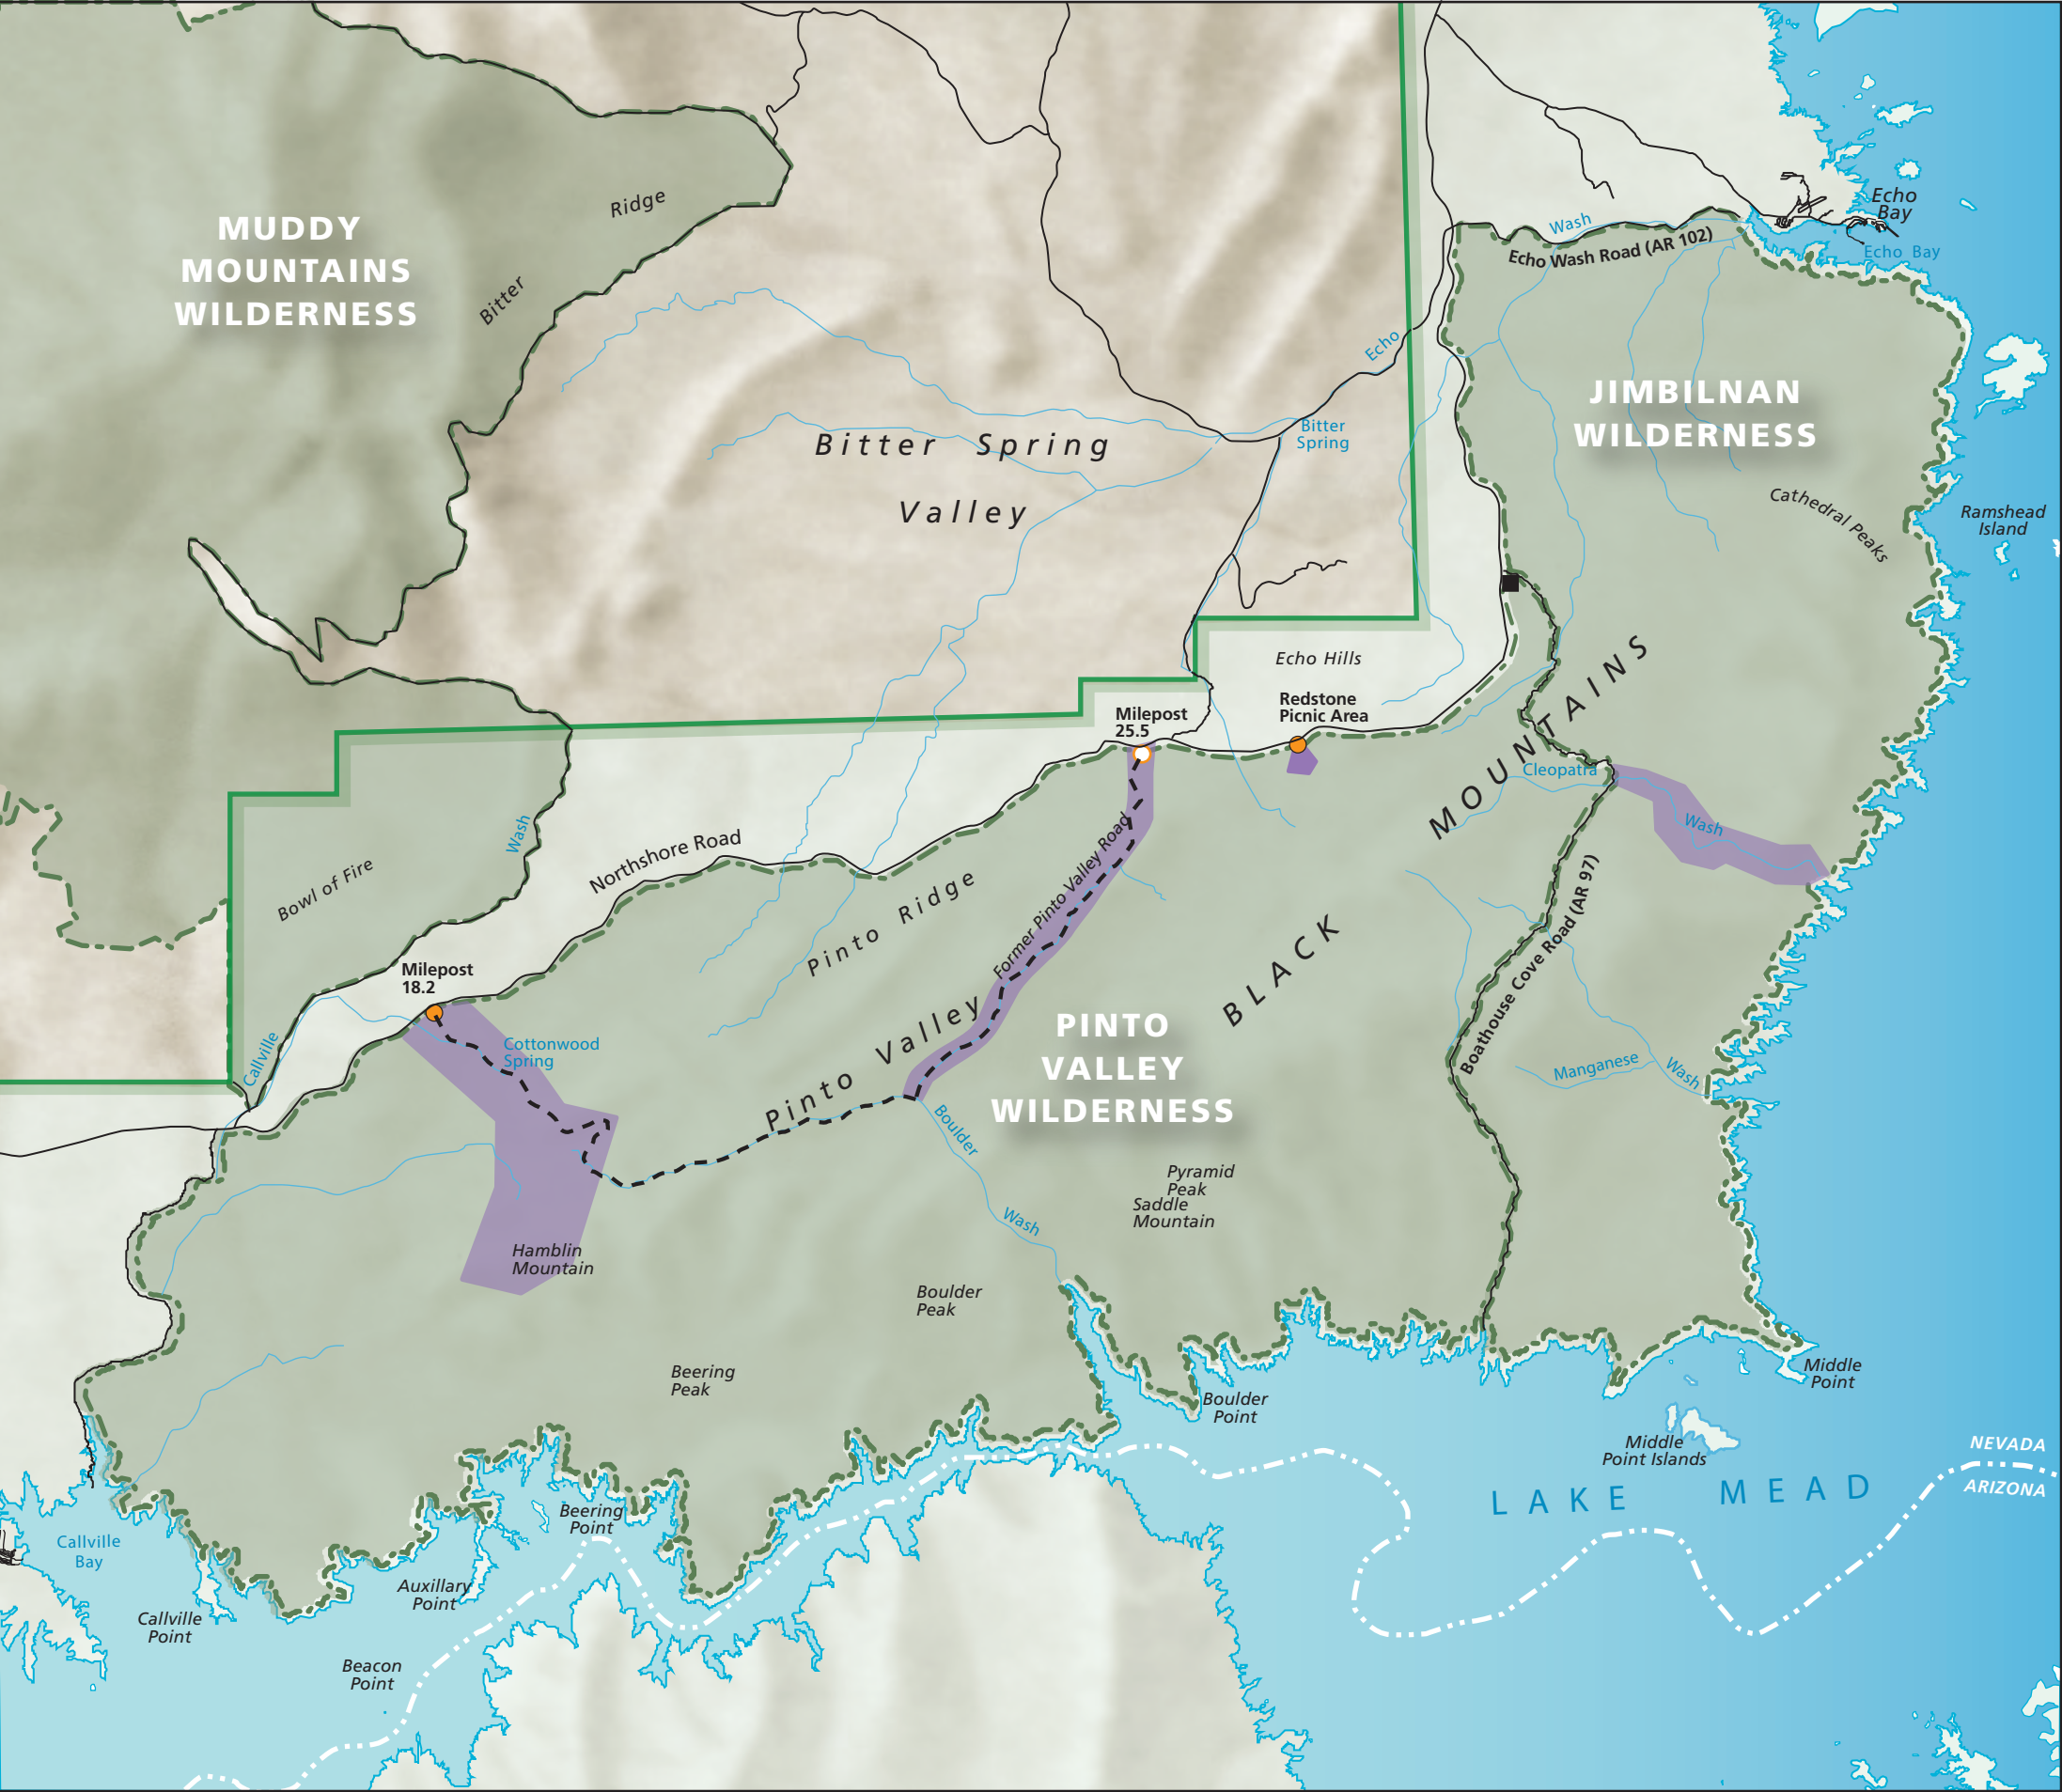 MUDDY
MOUNTAINS
WILDERNESS
Bitter
Ridge
Bitter Spring
Valley
Echo
Bitter
Spring
Wash
Echo Wash Road (AR 102)
Echo
Bay
Echo Bay
JIMBILNAN
WILDERNESS
Cathedral Peaks
Ramshead
Island
Echo Hills
Redstone
Picnic Area
Milepost
25.5
BLACK MOUNTAINS
Cleopatra
Wash
Boathouse Cove Road (AR 97)
Manganese
Wash
Wash
Callville
Bowl of Fire
Northshore Road
Milepost
18.2
Cottonwood
Spring
Pinto Ridge
Former Pinto Valley Road
Pinto Valley
PINTO
VALLEY
WILDERNESS
Boulder
Wash
Pyramid
Peak
Saddle
Mountain
Hamblin
Mountain
Boulder
Peak
Beering
Peak
Boulder
Point
Middle
Point
Middle
Point Islands
NEVADA
ARIZONA
LAKE MEAD
Beering
Point
Callville
Bay
Auxillary
Point
Callville
Point
Beacon
Point